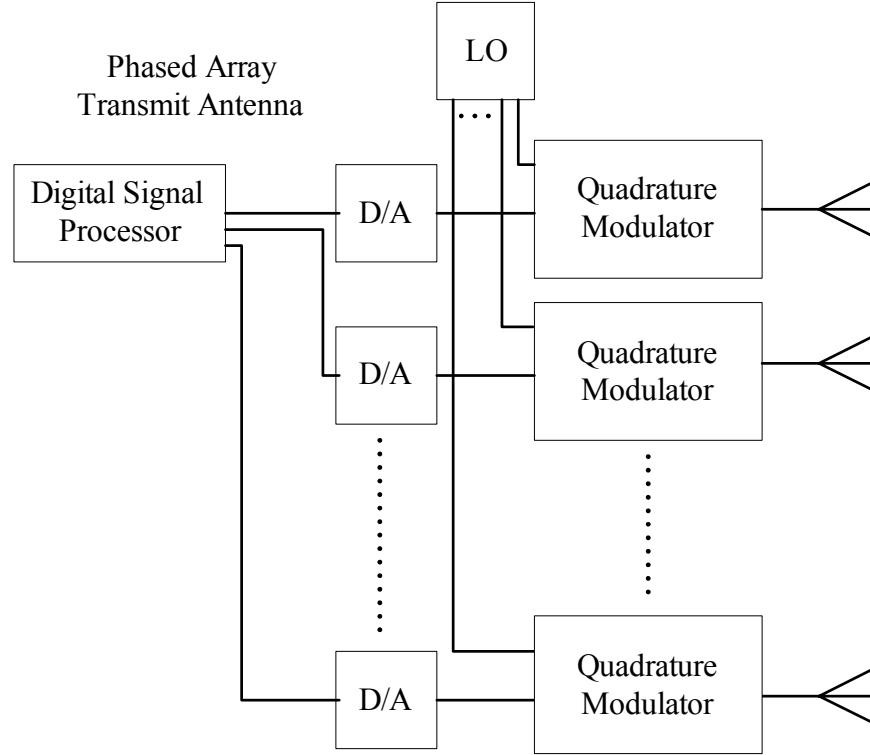 LO
Phased Array
Transmit Antenna
Digital Signal
Processor
D/A
Quadrature
Modulator
D/A
Quadrature
Modulator
D/A
Quadrature
Modulator